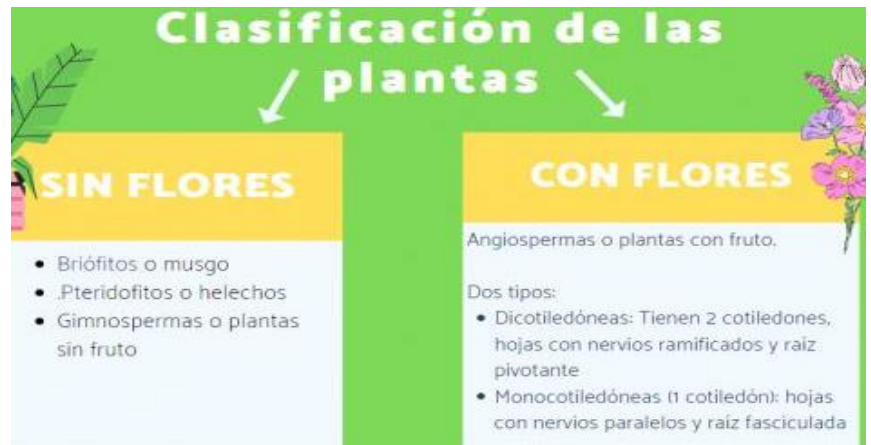 Clasificación de las
plantas
SIN FLORES
• Briófitos o musgo
• .Pteridofitos o helechos
• Gimnospermas o plantas
sin fruto
CON FLORES
Angiospermas o plantas con fruto.
Dos tipos:
• Dicotiledóneas: Tienen 2 cotiledones,
hojas con nervios ramificados y raíz
pivotante
• Monocotiledóneas (1 cotiledón): hojas
con nervios paralelos y raíz fasciculada